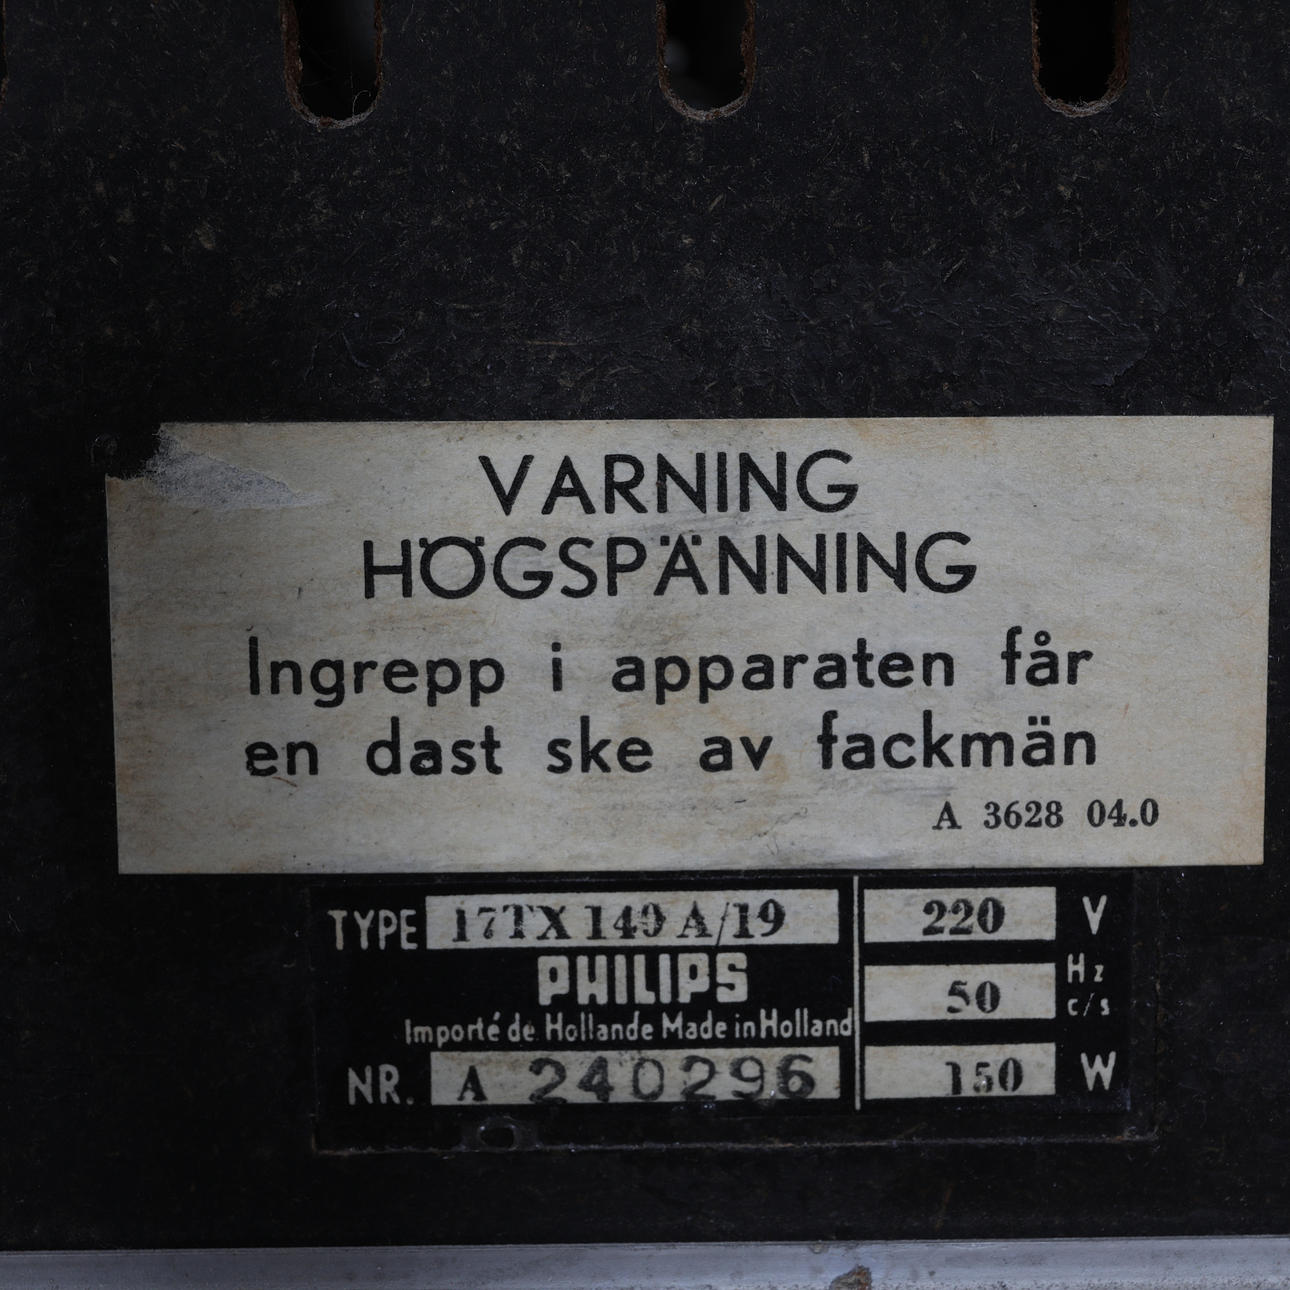 VARNING
HÖGSPÄNNING
Ingrepp i apparaten får
en dast ske av fackmän
A 3628 04.0
TYPE 17TX 140 A/19
PHILIPS
Importé de Hollande Made in Holland
NR. A 240296
220 V
50 Hz c/s
150 W